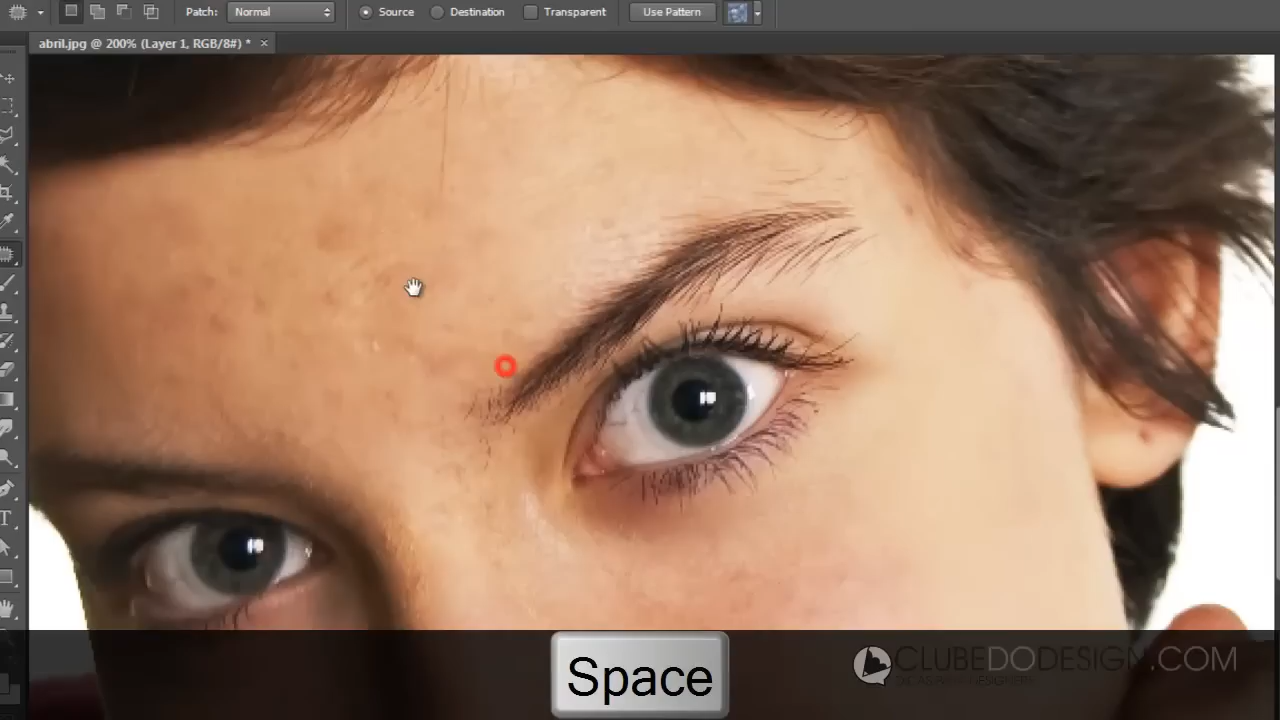 Patch: Normal Source Destination Transparent Use Pattern
abril.jpg @ 200% (Layer 1, RGB/8#) * ×
T
Space
CLUBEDODESIGN.COM